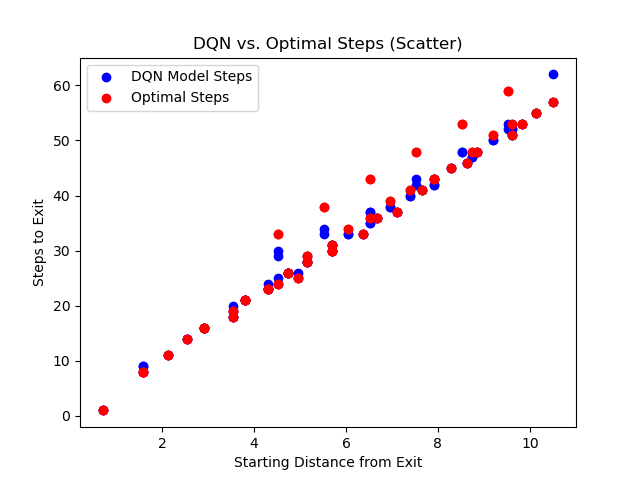 DQN vs. Optimal Steps (Scatter)
DQN Model Steps
Optimal Steps
60
50
40
30
20
10
0
Steps to Exit
2 4 6 8 10
Starting Distance from Exit